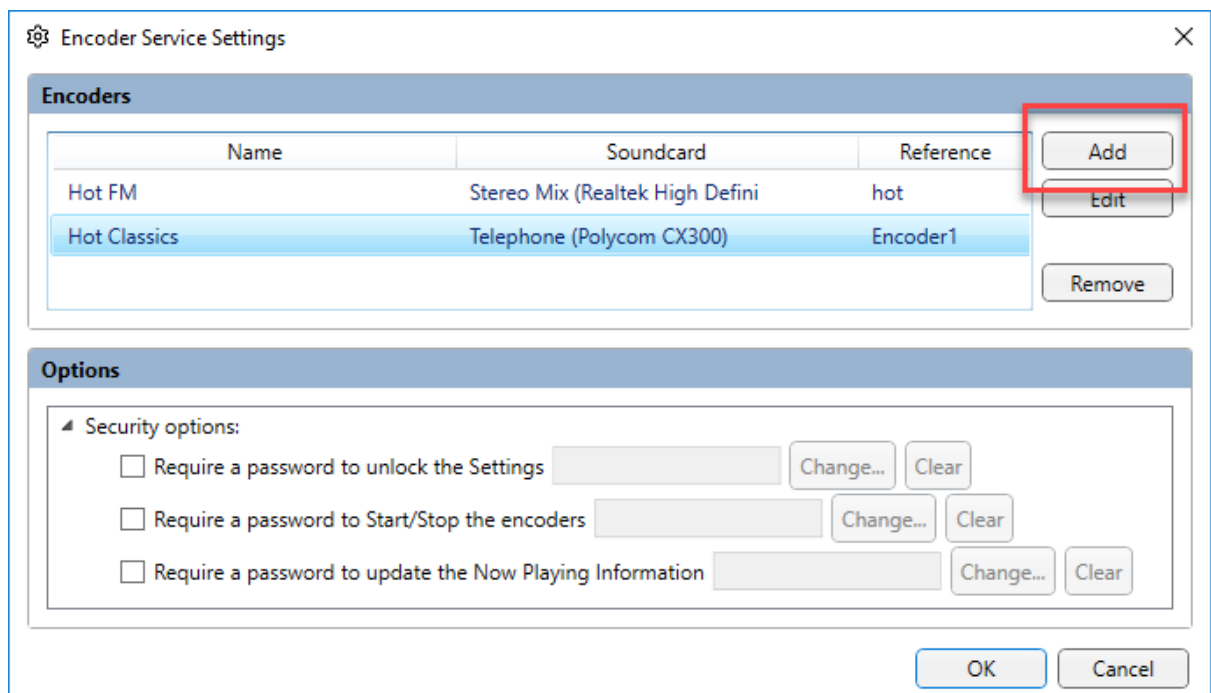 Encoder Service Settings
Encoders
Name Soundcard Reference Add
Hot FM Stereo Mix (Realtek High Defini hot Edit
Hot Classics Telephone (Polycom CX300) Encoder1
Remove
Options
Security options:
Require a password to unlock the Settings Change... Clear
Require a password to Start/Stop the encoders Change... Clear
Require a password to update the Now Playing Information Change... Clear
OK Cancel